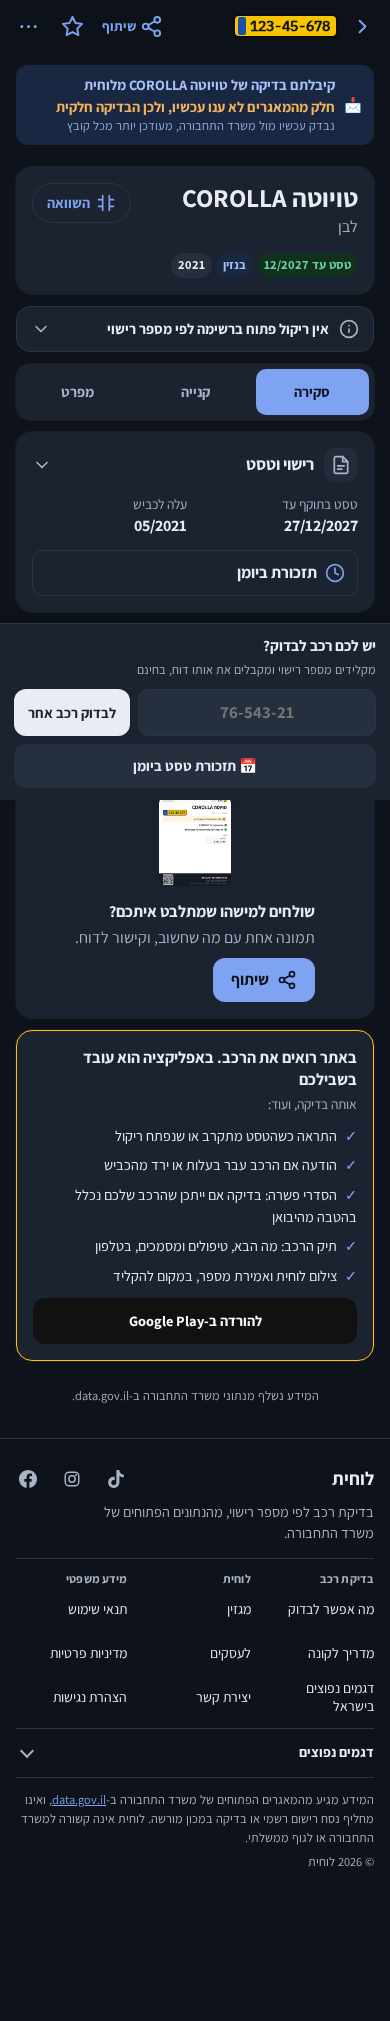 123-45-678
שיתוף
קיבלתם בדיקה של טויוטה COROLLA מלוחית
חלק מהמאגרים לא ענו עכשיו, ולכן הבדיקה חלקית
נבדק עכשיו מול משרד התחבורה, מעודכן יותר מכל קובץ
טויוטה COROLLA
השוואה
לבן
טסט עד 12/2027
בנזין
2021
אין ריקול פתוח ברשימה לפי מספר רישוי
סקירה
קנייה
מפרט
רישוי וטסט
טסט בתוקף עד
עלה לכביש
27/12/2027
05/2021
תזכורת ביומן
יש לכם רכב לבדוק?
מקלידים מספר רישוי ומקבלים את אותו דוח, בחינם
76-543-21
לבדוק רכב אחר
📅 תזכורת טסט ביומן
שולחים למישהו שמתלבט איתכם?
תמונה אחת עם מה שחשוב, וקישור לדוח.
שיתוף
באתר רואים את הרכב. באפליקציה הוא עובד
בשבילכם
אותה בדיקה, ועוד:
✓ התראה כשהטסט מתקרב או שנפתח ריקול
✓ הודעה אם הרכב עבר בעלות או ירד מהכביש
✓ הסדרי פשרה: בדיקה אם ייתכן שהרכב שלכם נכלל
בהטבה מהיבואן
✓ תיק הרכב: מה הבא, טיפולים ומסמכים, בטלפון
✓ צילום לוחית ואמירת מספר, במקום להקליד
להורדה ב-Google Play
המידע נשלף מנתוני משרד התחבורה ב-data.gov.il.
לוחית
בדיקת רכב לפי מספר רישוי, מהנתונים הפתוחים של
משרד התחבורה.
בדיקת רכב
לוחית
מידע משפטי
מה אפשר לבדוק
מגזין
תנאי שימוש
מדריך לקונה
לעסקים
מדיניות פרטיות
דגמים נפוצים
בישראל
יצירת קשר
הצהרת נגישות
דגמים נפוצים
המידע מגיע מהמאגרים הפתוחים של משרד התחבורה ב-data.gov.il, ואינו
מחליף נסח רישום רשמי או בדיקה במכון מורשה. לוחית אינה קשורה למשרד
התחבורה או לגוף ממשלתי.
© 2026 לוחית